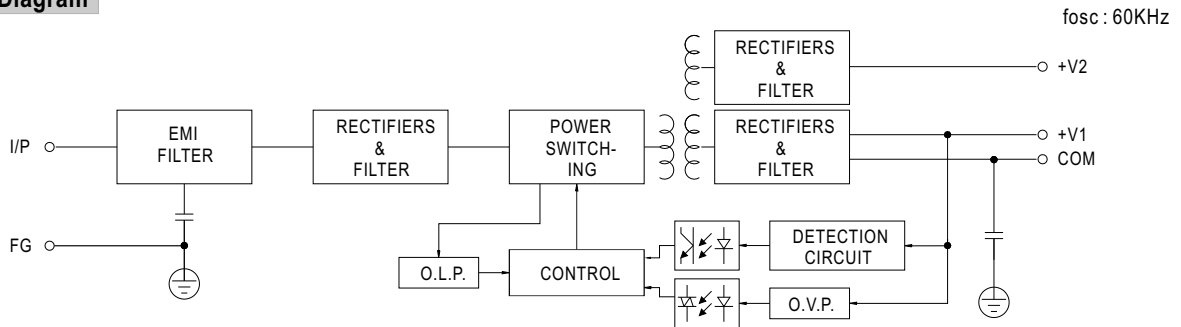 Diagram
fosc : 60KHz
RECTIFIERS
&
FILTER
+V2
I/P
EMI
FILTER
RECTIFIERS
&
FILTER
POWER
SWITCH-
ING
RECTIFIERS
&
FILTER
+V1
COM
FG
O.L.P.
CONTROL
DETECTION
CIRCUIT
O.V.P.